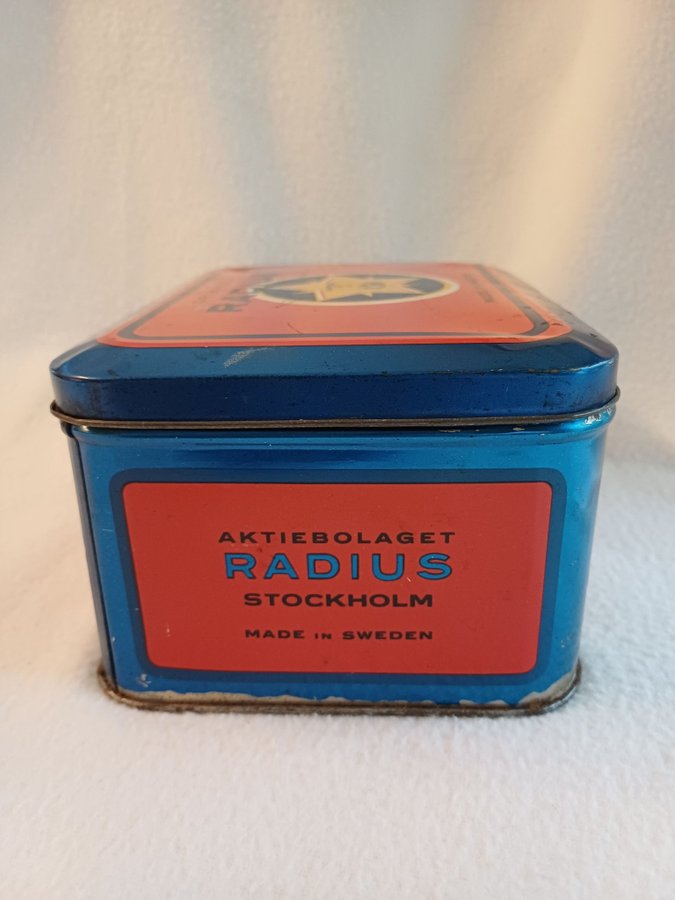 AKTIEBOLAGET
RADIUS
STOCKHOLM
MADE IN SWEDEN